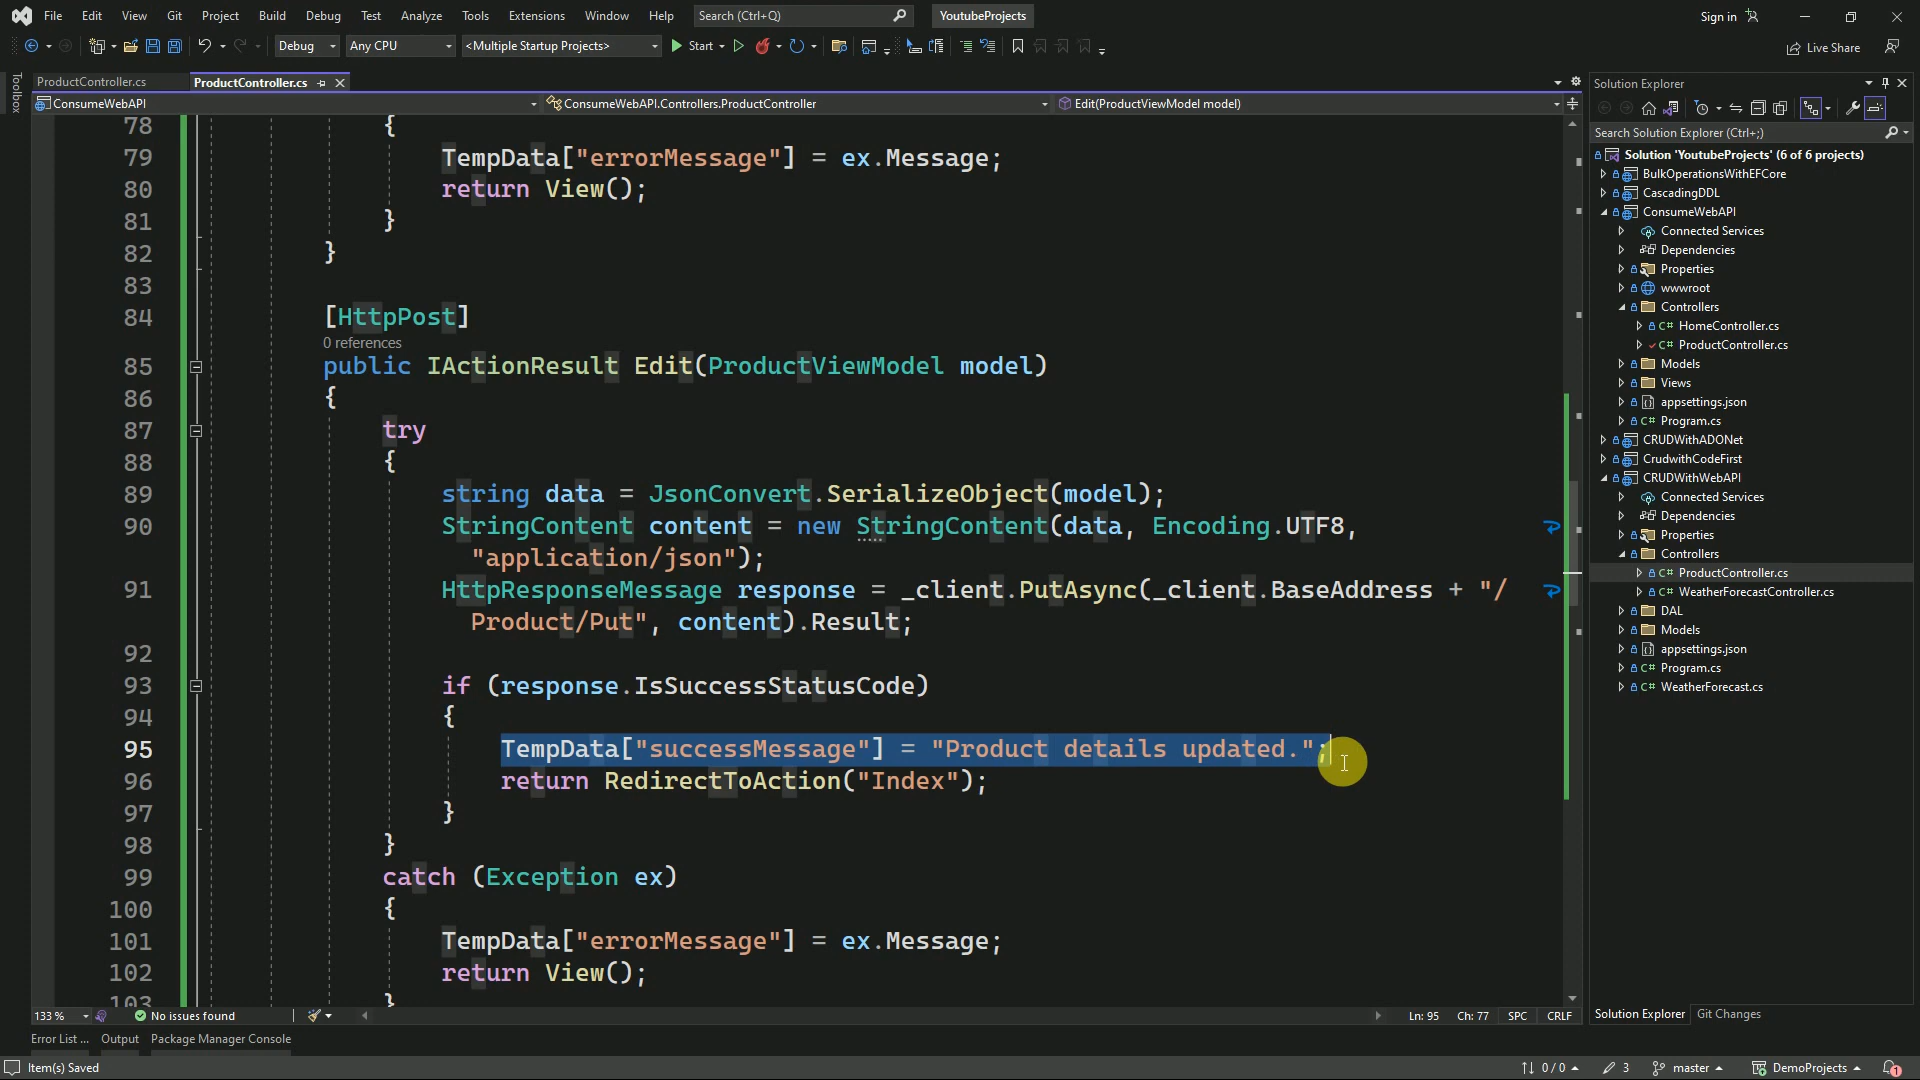 File Edit View Git Project Build Debug Test Analyze Tools Extensions Window Help Search (Ctrl+Q) YoutubeProjects Sign in
Debug Any CPU <Multiple Startup Projects> Start Live Share
Toolbox
ProductController.cs ProductController.cs
ConsumeWebAPI ConsumeWebAPI.Controllers.ProductController Edit(ProductViewModel model)
78 {
79 TempData["errorMessage"] = ex.Message;
80 return View();
81 }
82 }
83
84 [HttpPost]
0 references
85 public IActionResult Edit(ProductViewModel model)
86 {
87 try
88 {
89 string data = JsonConvert.SerializeObject(model);
90 StringContent content = new StringContent(data, Encoding.UTF8,
"application/json");
91 HttpResponseMessage response = _client.PutAsync(_client.BaseAddress + "/
Product/Put", content).Result;
92
93 if (response.IsSuccessStatusCode)
94 {
95 TempData["successMessage"] = "Product details updated.";
96 return RedirectToAction("Index");
97 }
98 }
99 catch (Exception ex)
100 {
101 TempData["errorMessage"] = ex.Message;
102 return View();
103 }
133 % No issues found Ln: 95 Ch: 77 SPC CRLF
Error List ... Output Package Manager Console
Item(s) Saved 0 / 0 3 master DemoProjects 1
Solution Explorer
Search Solution Explorer (Ctrl+;)
Solution 'YoutubeProjects' (6 of 6 projects)
BulkOperationsWithEFCore
CascadingDDL
ConsumeWebAPI
Connected Services
Dependencies
Properties
wwwroot
Controllers
C# HomeController.cs
C# ProductController.cs
Models
Views
appsettings.json
C# Program.cs
CRUDWithADONet
CrudwithCodeFirst
CRUDWithWebAPI
Connected Services
Dependencies
Properties
Controllers
C# ProductController.cs
C# WeatherForecastController.cs
DAL
Models
appsettings.json
C# Program.cs
C# WeatherForecast.cs
Solution Explorer Git Changes